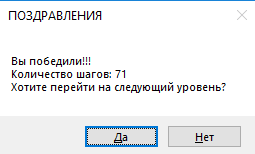 ПОЗДРАВЛЕНИЯ
Вы победили!!!
Количество шагов: 71
Хотите перейти на следующий уровень?
Да
Нет